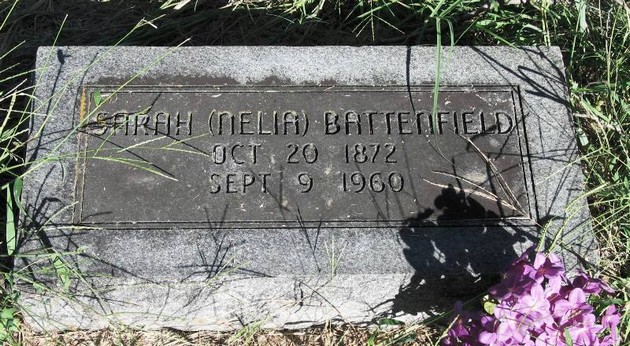 SARAH (NELIA) BATTENFIELD
OCT 20 1872
SEPT 9 1960